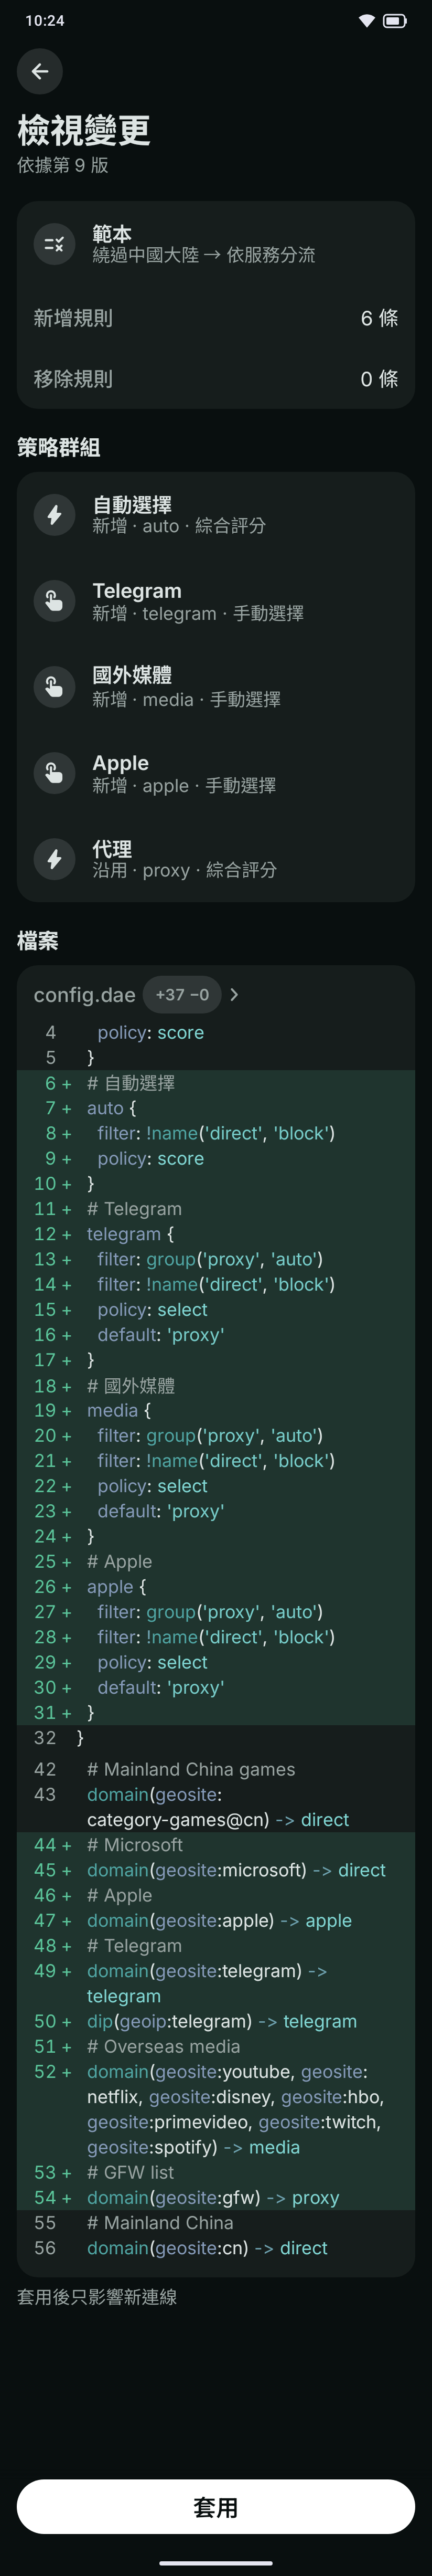 10:24
檢視變更
依據第 9 版
範本
繞過中國大陸 → 依服務分流
新增規則 6 條
移除規則 0 條
策略群組
自動選擇
新增 · auto · 綜合評分
Telegram
新增 · telegram · 手動選擇
國外媒體
新增 · media · 手動選擇
Apple
新增 · apple · 手動選擇
代理
沿用 · proxy · 綜合評分
檔案
config.dae +37 −0
4 policy: score
5 }
6 + # 自動選擇
7 + auto {
8 + filter: !name('direct', 'block')
9 + policy: score
10 + }
11 + # Telegram
12 + telegram {
13 + filter: group('proxy', 'auto')
14 + filter: !name('direct', 'block')
15 + policy: select
16 + default: 'proxy'
17 + }
18 + # 國外媒體
19 + media {
20 + filter: group('proxy', 'auto')
21 + filter: !name('direct', 'block')
22 + policy: select
23 + default: 'proxy'
24 + }
25 + # Apple
26 + apple {
27 + filter: group('proxy', 'auto')
28 + filter: !name('direct', 'block')
29 + policy: select
30 + default: 'proxy'
31 + }
32 }
42 # Mainland China games
43 domain(geosite:
category-games@cn) -> direct
44 + # Microsoft
45 + domain(geosite:microsoft) -> direct
46 + # Apple
47 + domain(geosite:apple) -> apple
48 + # Telegram
49 + domain(geosite:telegram) ->
telegram
50 + dip(geoip:telegram) -> telegram
51 + # Overseas media
52 + domain(geosite:youtube, geosite:
netflix, geosite:disney, geosite:hbo,
geosite:primevideo, geosite:twitch,
geosite:spotify) -> media
53 + # GFW list
54 + domain(geosite:gfw) -> proxy
55 # Mainland China
56 domain(geosite:cn) -> direct
套用後只影響新連線
套用